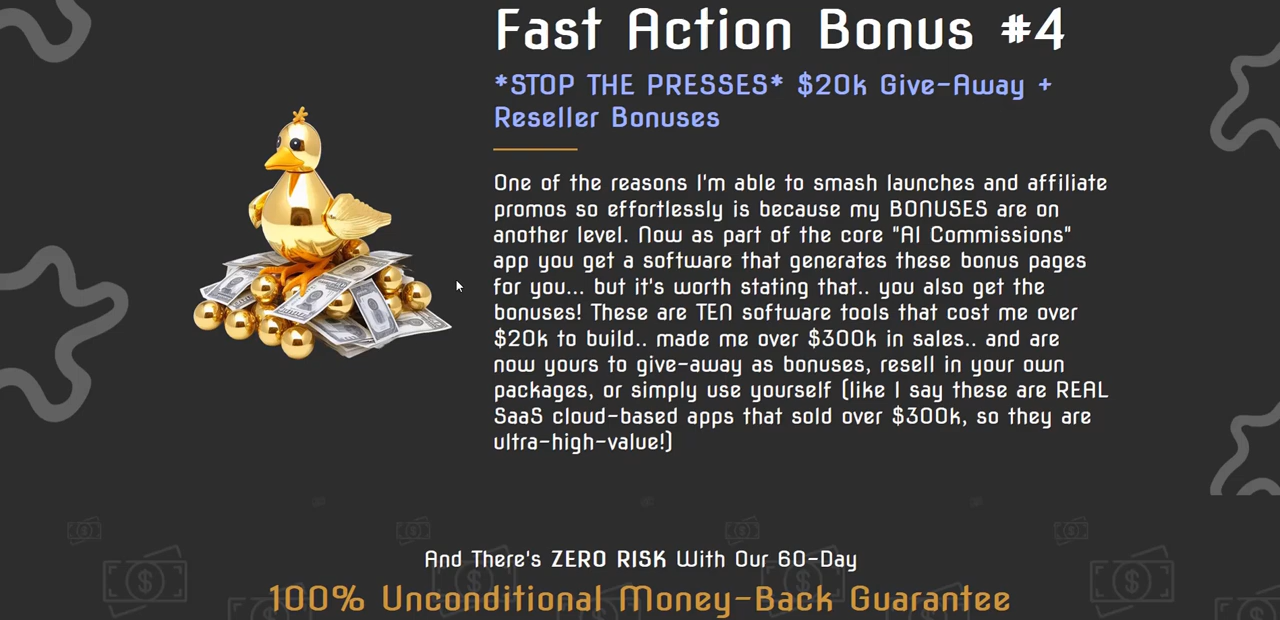 Fast Action Bonus #4
*STOP THE PRESSES* $20k Give-Away +
Reseller Bonuses
One of the reasons I'm able to smash launches and affiliate
promos so effortlessly is because my BONUSES are on
another level. Now as part of the core "AI Commissions"
app you get a software that generates these bonus pages
for you... but it's worth stating that.. you also get the
bonuses! These are TEN software tools that cost me over
$20k to build.. made me over $300k in sales.. and are
now yours to give-away as bonuses, resell in your own
packages, or simply use yourself (like I say these are REAL
SaaS cloud-based apps that sold over $300k, so they are
ultra-high-value!)
And There's ZERO RISK With Our 60-Day
100% Unconditional Money-Back Guarantee